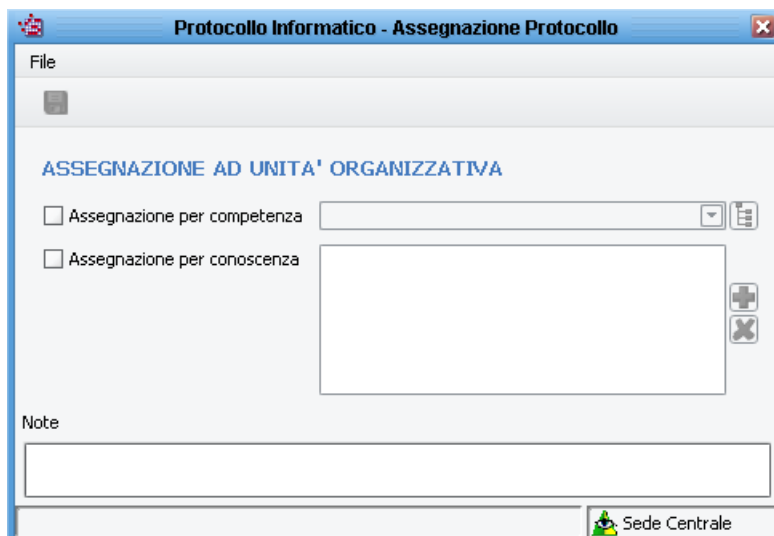 Protocollo Informatico - Assegnazione Protocollo
File
ASSEGNAZIONE AD UNITA' ORGANIZZATIVA
Assegnazione per competenza
Assegnazione per conoscenza
Note
Sede Centrale